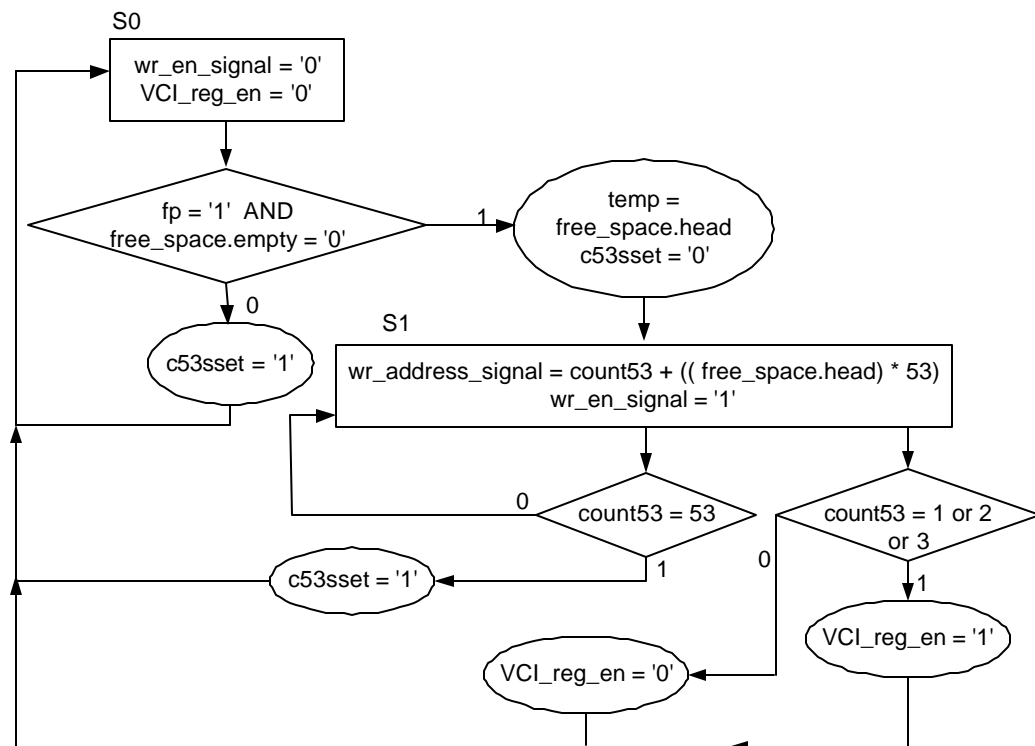 S0
wr_en_signal = '0'
VCI_reg_en = '0'
fp = '1' AND
free_space.empty = '0'
1
temp =
free_space.head
c53sset = '0'
0
c53sset = '1'
S1
wr_address_signal = count53 + (( free_space.head) * 53)
wr_en_signal = '1'
0
count53 = 53
count53 = 1 or 2
or 3
1
0
1
c53sset = '1'
VCI_reg_en = '1'
VCI_reg_en = '0'